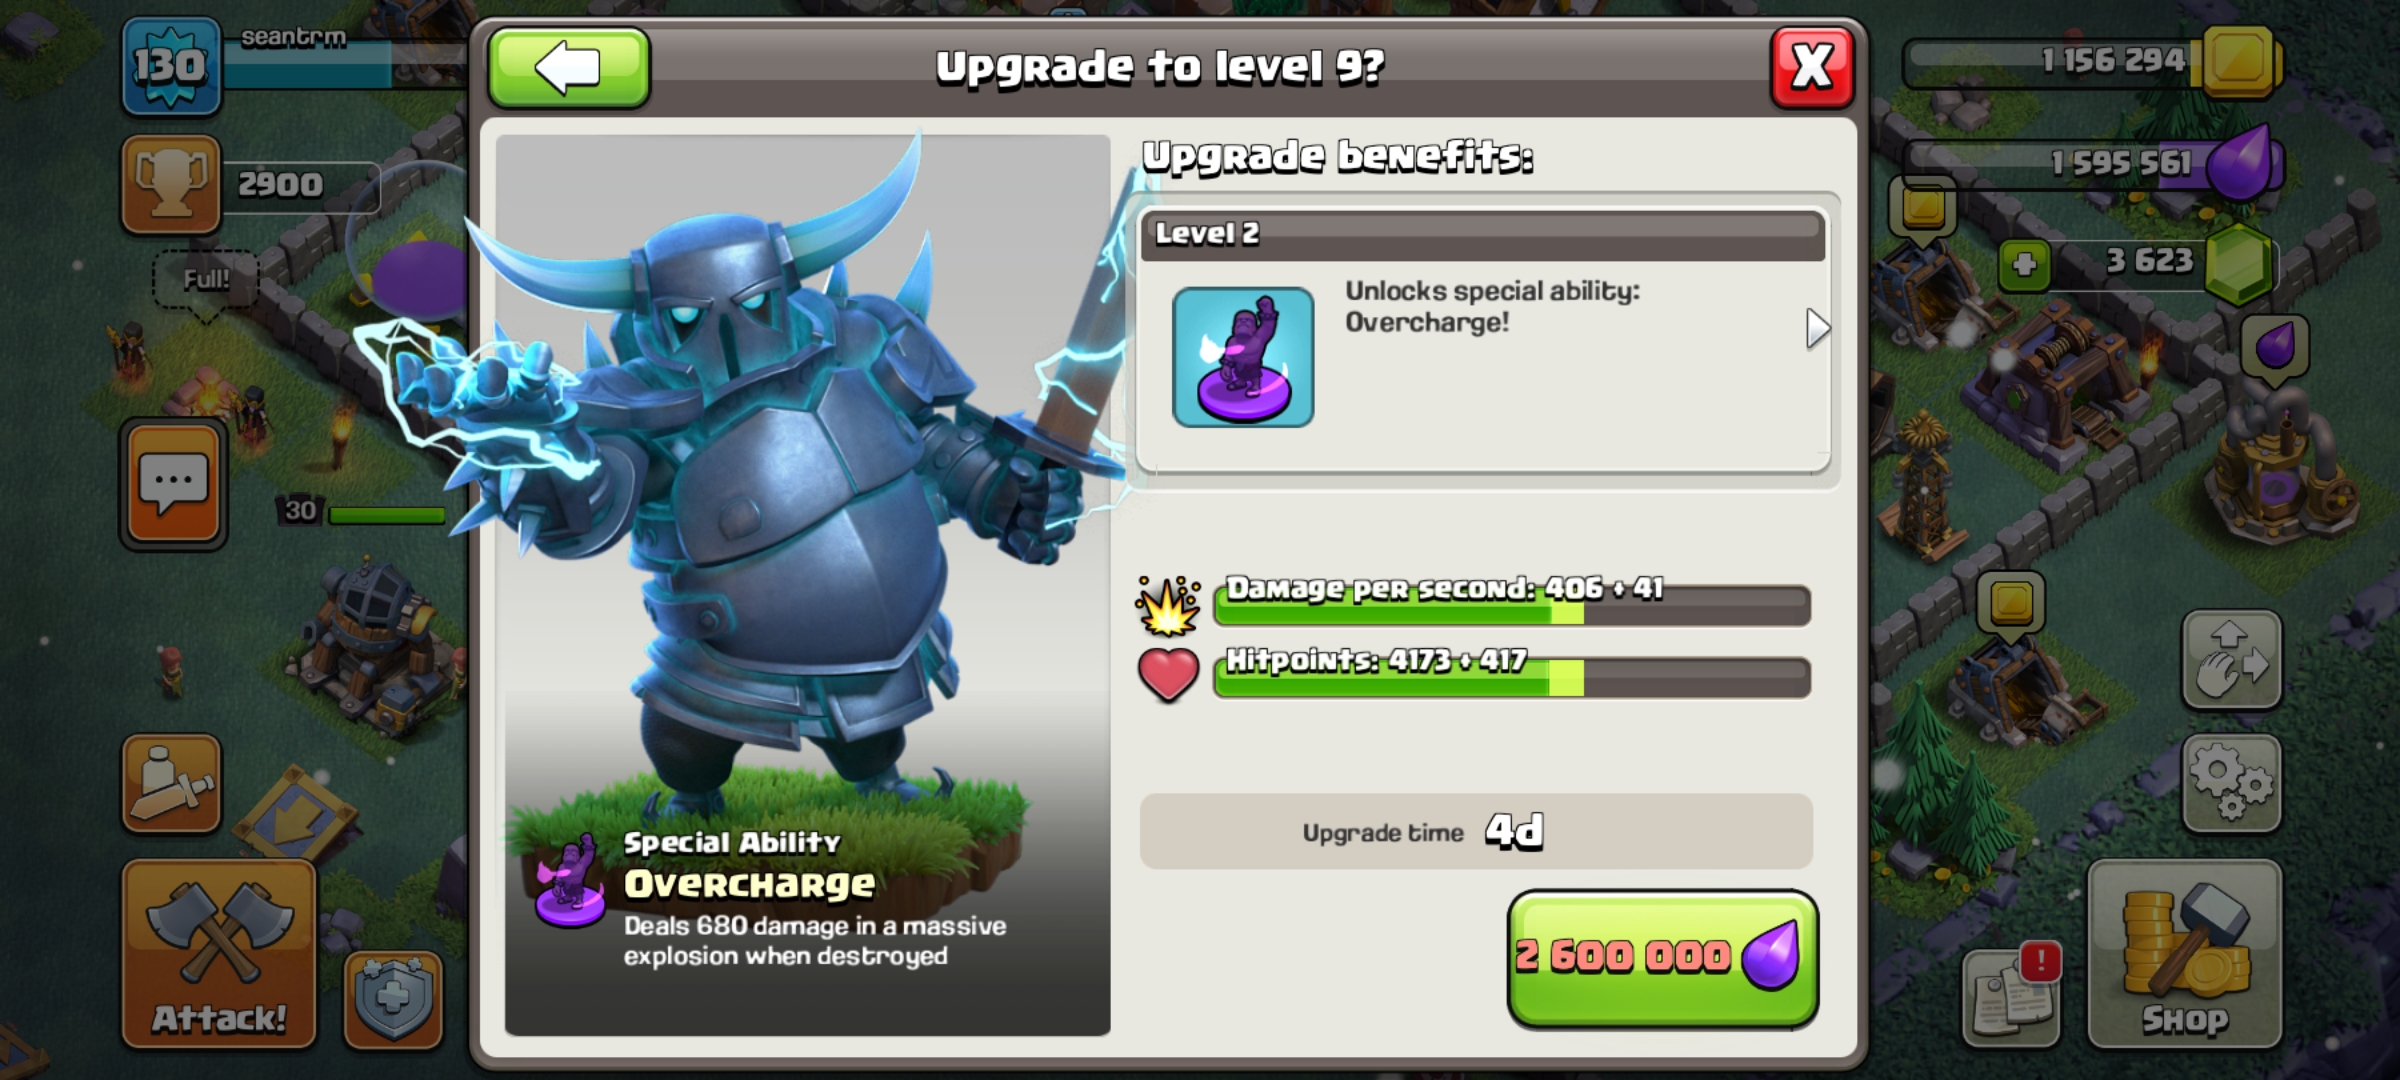 130
seantrm
2900
Full!
30
Attack!
Upgrade to level 9?
X
Special Ability
Overcharge
Deals 680 damage in a massive
explosion when destroyed
Upgrade benefits:
Level 2
Unlocks special ability:
Overcharge!
Damage per second: 406 + 41
Hitpoints: 4173 + 417
Upgrade time 4d
2 600 000
1 156 294
1 595 561
3 623
!
Shop